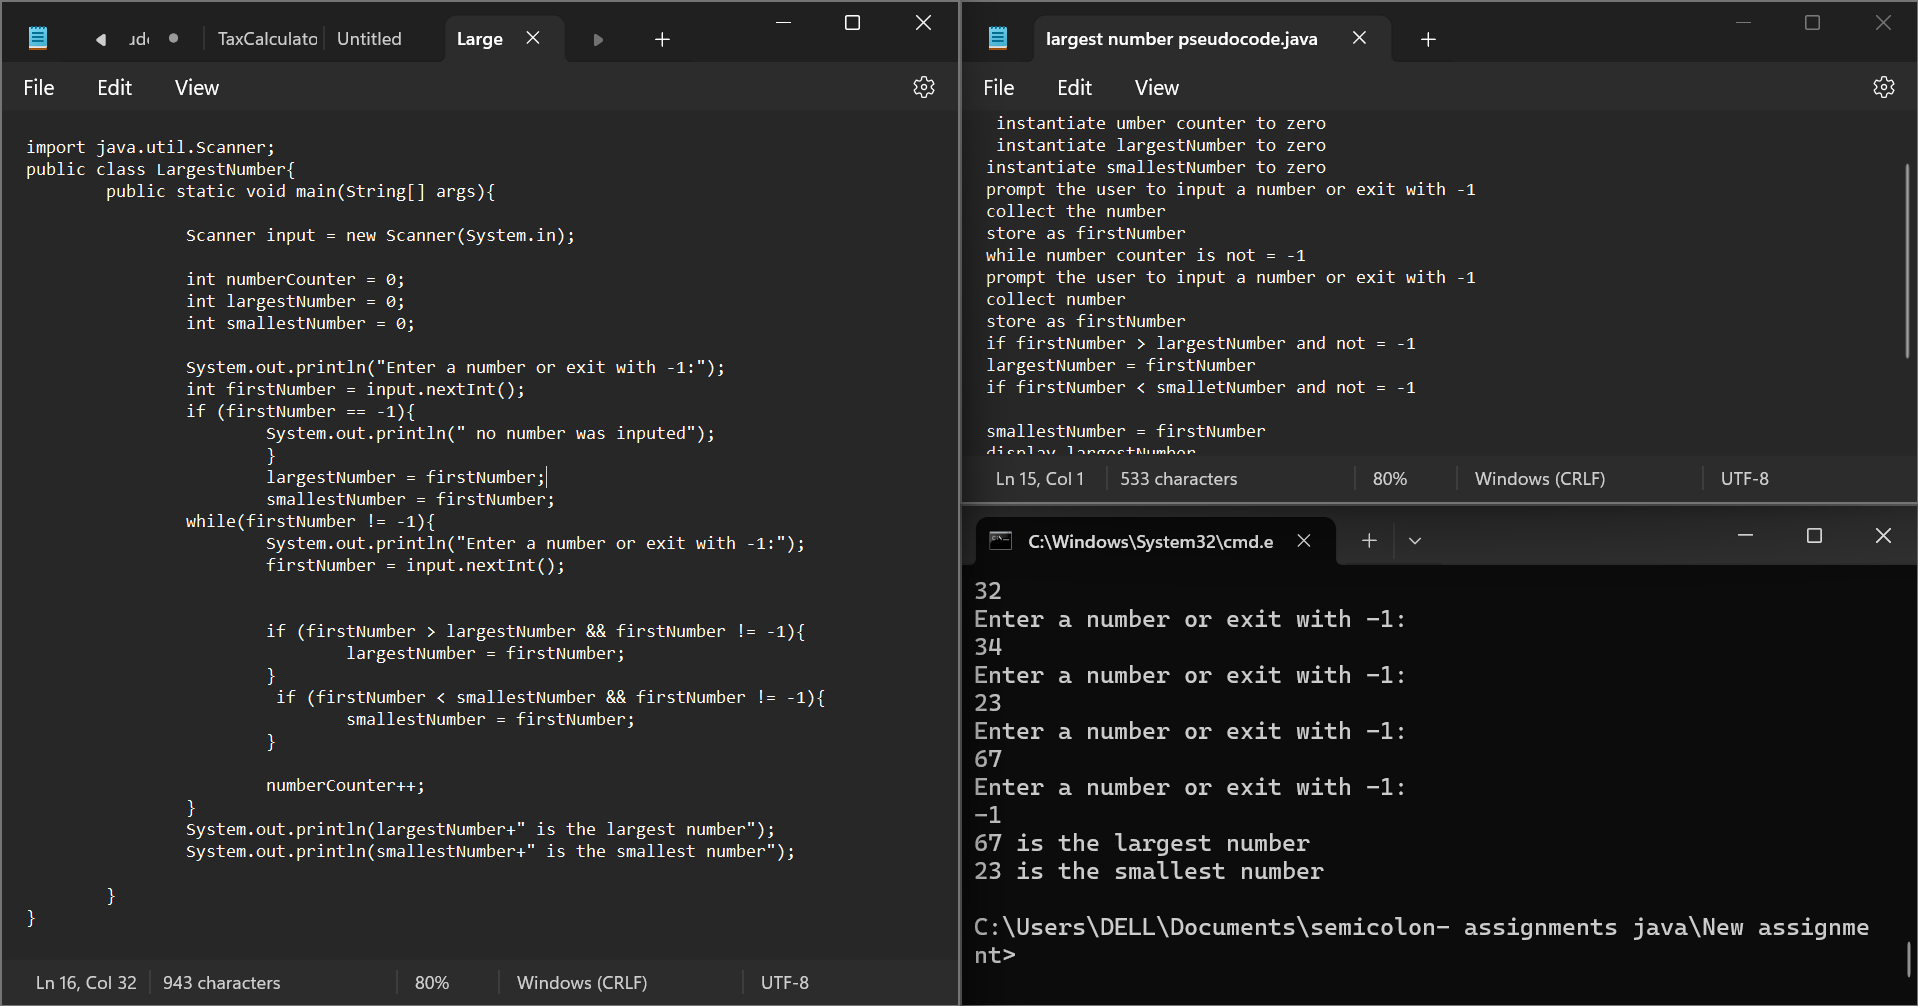 TaxCalculato
Untitled
Large
File Edit View
import java.util.Scanner;
public class LargestNumber{
public static void main(String[] args){
Scanner input = new Scanner(System.in);
int numberCounter = 0;
int largestNumber = 0;
int smallestNumber = 0;
System.out.println("Enter a number or exit with -1:");
int firstNumber = input.nextInt();
if (firstNumber == -1){
System.out.println(" no number was inputed");
}
largestNumber = firstNumber;
smallestNumber = firstNumber;
while(firstNumber != -1){
System.out.println("Enter a number or exit with -1:");
firstNumber = input.nextInt();
if (firstNumber > largestNumber && firstNumber != -1){
largestNumber = firstNumber;
}
if (firstNumber < smallestNumber && firstNumber != -1){
smallestNumber = firstNumber;
}
numberCounter++;
}
System.out.println(largestNumber+" is the largest number");
System.out.println(smallestNumber+" is the smallest number");
}
}
Ln 16, Col 32 943 characters 80% Windows (CRLF) UTF-8
largest number pseudocode.java
File Edit View
instantiate umber counter to zero
instantiate largestNumber to zero
instantiate smallestNumber to zero
prompt the user to input a number or exit with -1
collect the number
store as firstNumber
while number counter is not = -1
prompt the user to input a number or exit with -1
collect number
store as firstNumber
if firstNumber > largestNumber and not = -1
largestNumber = firstNumber
if firstNumber < smalletNumber and not = -1
smallestNumber = firstNumber
display largestNumber
Ln 15, Col 1 533 characters 80% Windows (CRLF) UTF-8
C:\Windows\System32\cmd.e
32
Enter a number or exit with -1:
34
Enter a number or exit with -1:
23
Enter a number or exit with -1:
67
Enter a number or exit with -1:
-1
67 is the largest number
23 is the smallest number
C:\Users\DELL\Documents\semicolon- assignments java\New assignme
nt>